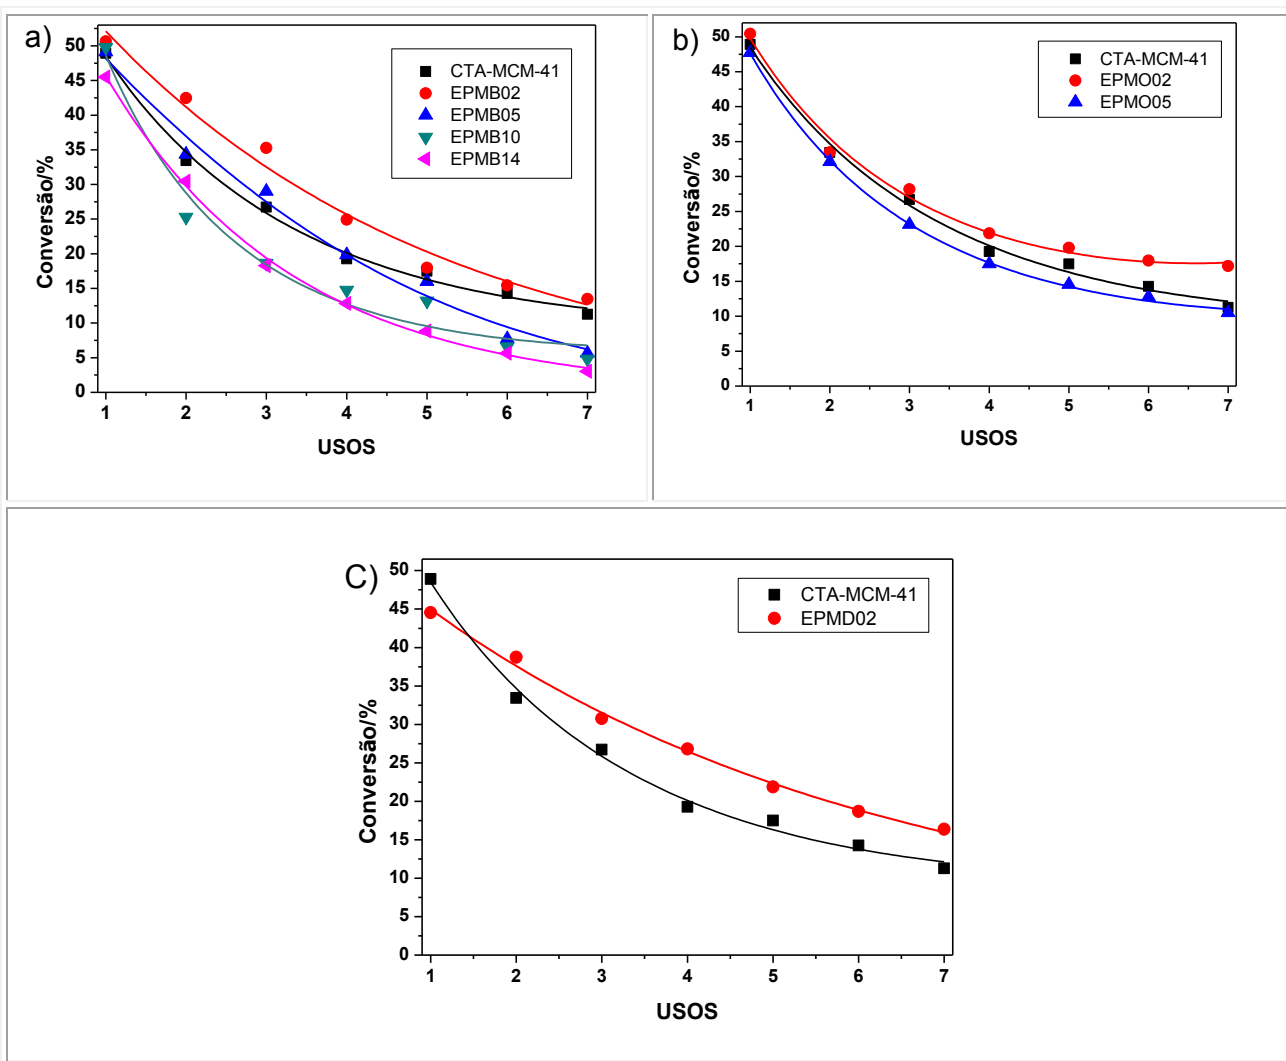 a)
Conversão/%
50
45
40
35
30
25
20
15
10
5
0
CTA-MCM-41
EPMB02
EPMB05
EPMB10
EPMB14
1 2 3 4 5 6 7
USOS
b)
Conversão/%
50
45
40
35
30
25
20
15
10
5
0
CTA-MCM-41
EPMO02
EPMO05
1 2 3 4 5 6 7
USOS
C)
Conversão/%
50
45
40
35
30
25
20
15
10
5
0
CTA-MCM-41
EPMD02
1 2 3 4 5 6 7
USOS